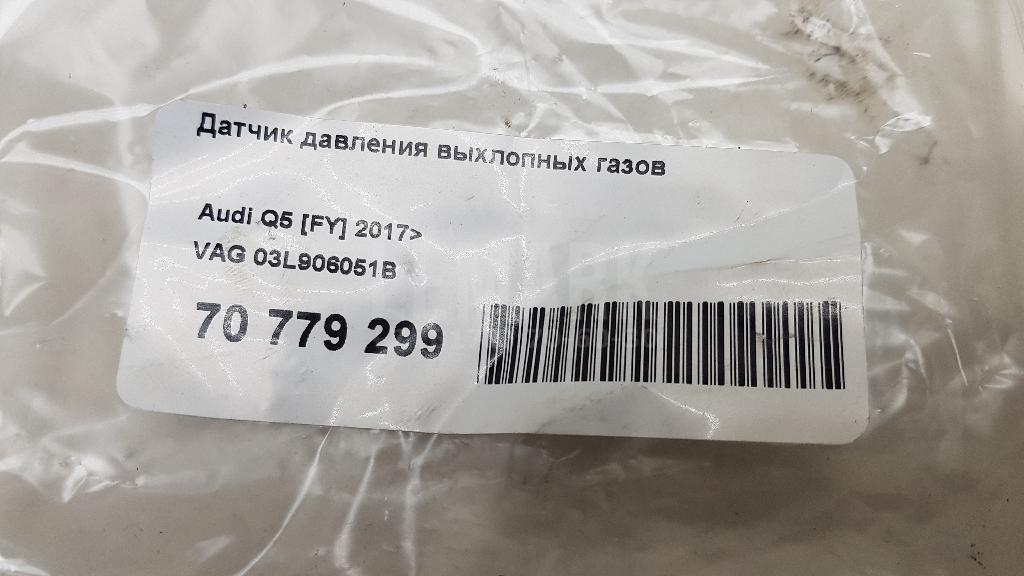 Датчик давления выхлопных газов
Audi Q5 [FY] 2017>
VAG 03L906051B
70 779 299